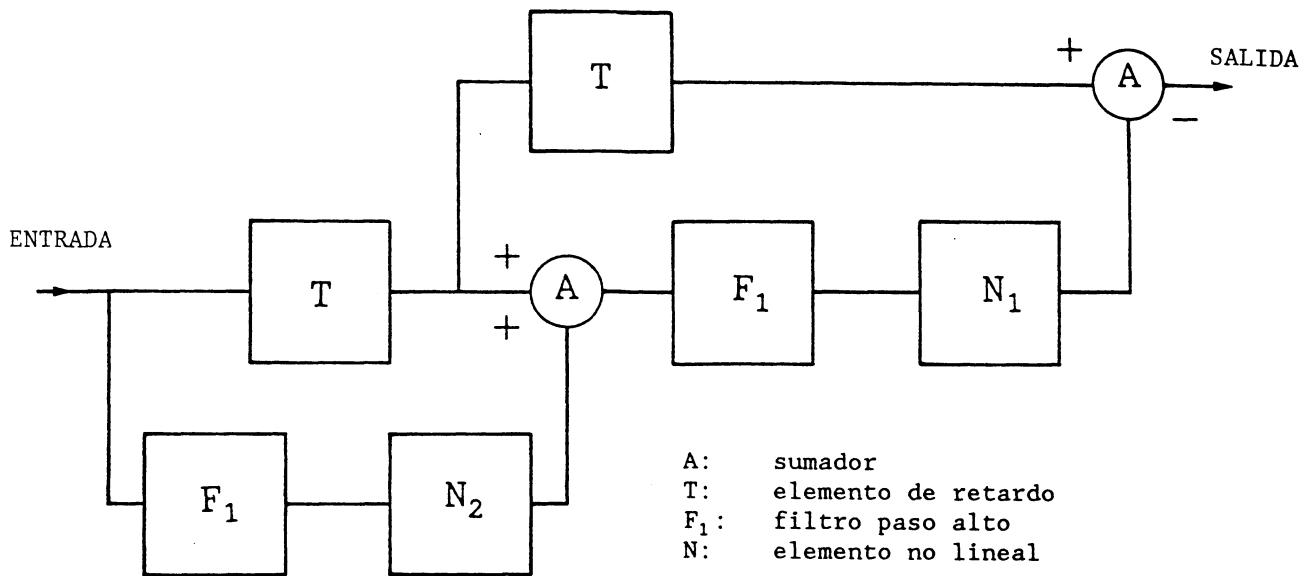 T
+
A
SALIDA
−
ENTRADA
T
+
+
A
F₁
N₁
F₁
N₂
A: sumador
T: elemento de retardo
F₁: filtro paso alto
N: elemento no lineal